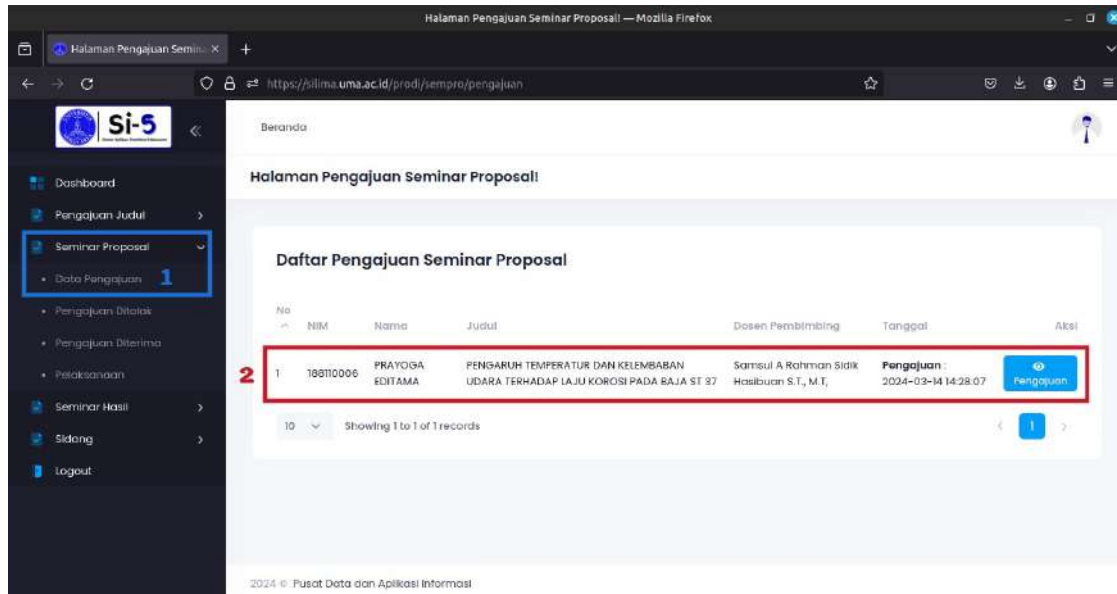 Halaman Pengajuan Seminar Proposal! — Mozilla Firefox
Halaman Pengajuan Semin
https://silima.uma.ac.id/prodi/sempro/pengajuan
Si-5
Beranda
Halaman Pengajuan Seminar Proposal!
Dashboard
Pengajuan Judul
Seminar Proposal
Data Pengajuan 1
Pengajuan Ditolak
Pengajuan Diterima
Pelaksanaan
Seminar Hasil
Sidang
Logout
Daftar Pengajuan Seminar Proposal
No NIM Nama Judul Dosen Pembimbing Tanggal Aksi
2
1 188110006 PRAYOGA EDITAMA PENGARUH TEMPERATUR DAN KELEMBABAN UDARA TERHADAP LAJU KOROSI PADA BAJA ST 37 Samsul A Rahman Sidik Hasibuan S.T., M.T, Pengajuan : 2024-03-14 14:28:07 Pengajuan
10 Showing 1 to 1 of 1 records 1
2024 © Pusat Data dan Aplikasi Informasi